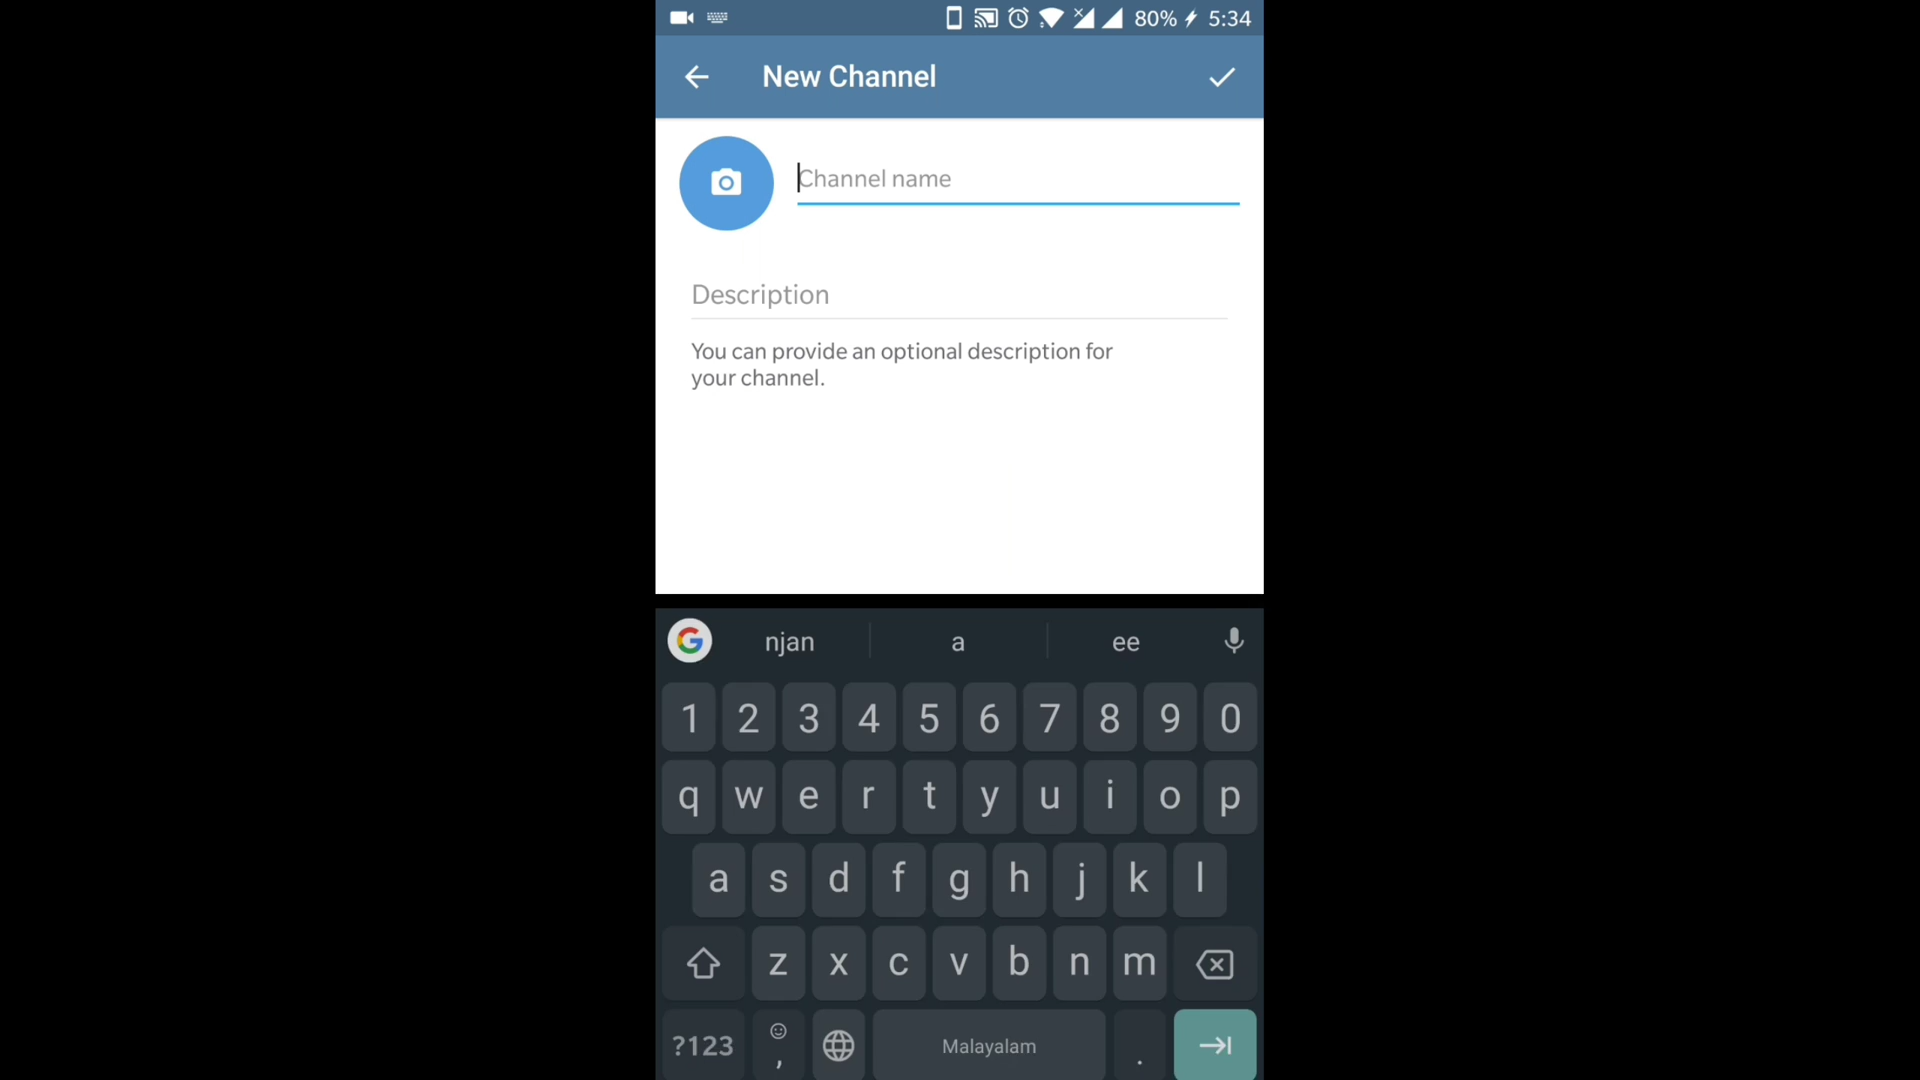 80% 5:34
New Channel
Channel name
Description
You can provide an optional description for
your channel.
njan a ee
1 2 3 4 5 6 7 8 9 0
q w e r t y u i o p
a s d f g h j k l
z x c v b n m
?123 , Malayalam .